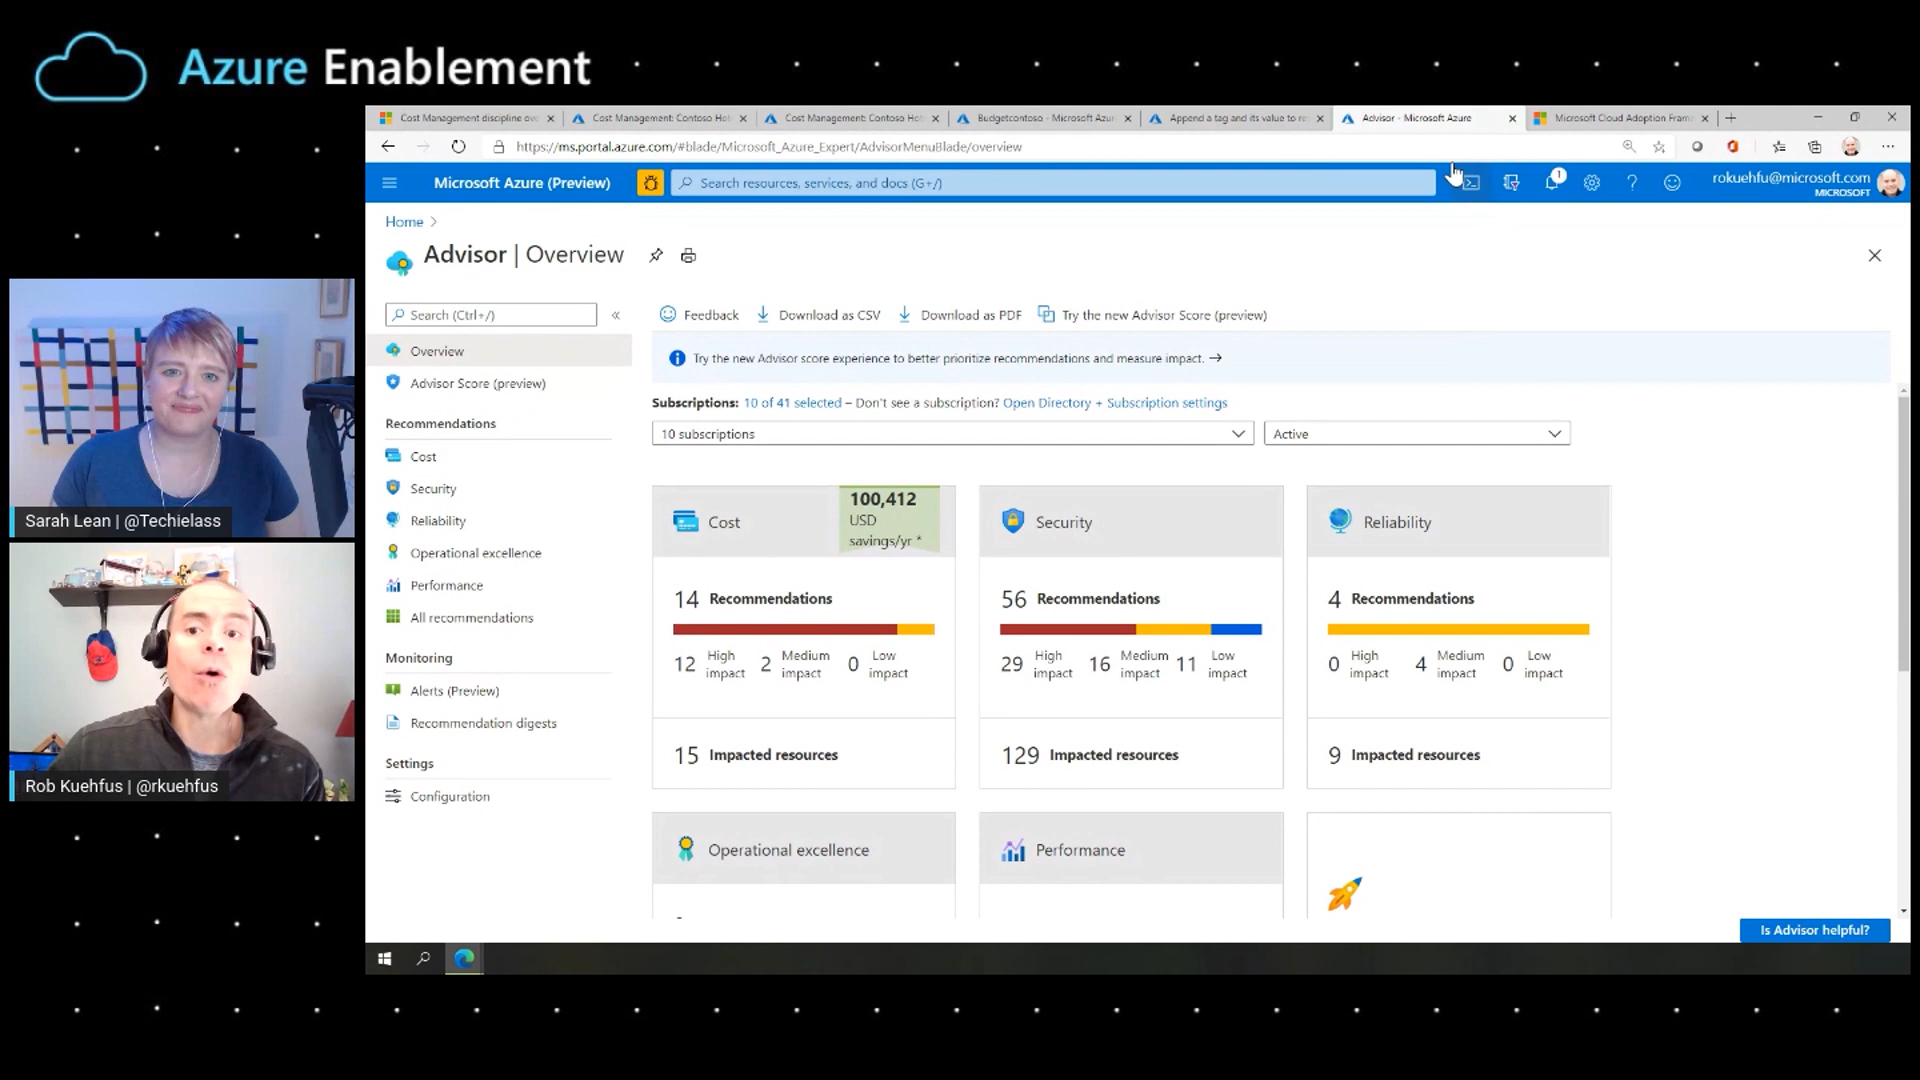 Azure Enablement
Cost Management discipline ove
Cost Management: Contoso Hot
Cost Management: Contoso Hot
Budgetcontoso - Microsoft Azur
Append a tag and its value to re
Advisor - Microsoft Azure
Microsoft Cloud Adoption Fram
https://ms.portal.azure.com/#blade/Microsoft_Azure_Expert/AdvisorMenuBlade/overview
Microsoft Azure (Preview)
Search resources, services, and docs (G+/)
1
rokuehfu@microsoft.com
MICROSOFT
Home >
Advisor | Overview
Search (Ctrl+/)
«
Overview
Advisor Score (preview)
Recommendations
Cost
Security
Reliability
Operational excellence
Performance
All recommendations
Monitoring
Alerts (Preview)
Recommendation digests
Settings
Configuration
Feedback
Download as CSV
Download as PDF
Try the new Advisor Score (preview)
Try the new Advisor score experience to better prioritize recommendations and measure impact. →
Subscriptions: 10 of 41 selected – Don't see a subscription? Open Directory + Subscription settings
10 subscriptions
Active
Cost
100,412
USD
savings/yr *
14 Recommendations
12 High impact 2 Medium impact 0 Low impact
15 Impacted resources
Security
56 Recommendations
29 High impact 16 Medium impact 11 Low impact
129 Impacted resources
Reliability
4 Recommendations
0 High impact 4 Medium impact 0 Low impact
9 Impacted resources
Operational excellence
Performance
Is Advisor helpful?
Sarah Lean | @Techielass
Rob Kuehfus | @rkuehfus